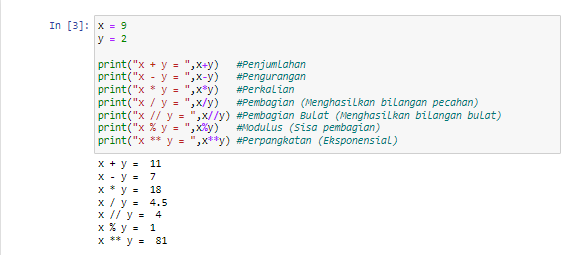 In [3]: x = 9
y = 2
print("x + y = ",x+y) #Penjumlahan
print("x - y = ",x-y) #Pengurangan
print("x * y = ",x*y) #Perkalian
print("x / y = ",x/y) #Pembagian (Menghasilkan bilangan pecahan)
print("x // y = ",x//y) #Pembagian Bulat (Menghasilkan bilangan bulat)
print("x % y = ",x%y) #Modulus (Sisa pembagian)
print("x ** y = ",x**y) #Perpangkatan (Eksponensial)
x + y = 11
x - y = 7
x * y = 18
x / y = 4.5
x // y = 4
x % y = 1
x ** y = 81